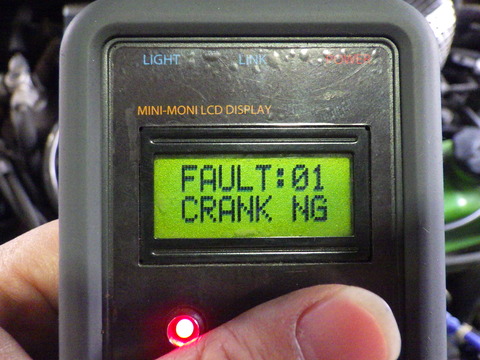 LIGHT LINK POWER
MINI-MONI LCD DISPLAY
FAULT:01
CRANK NG